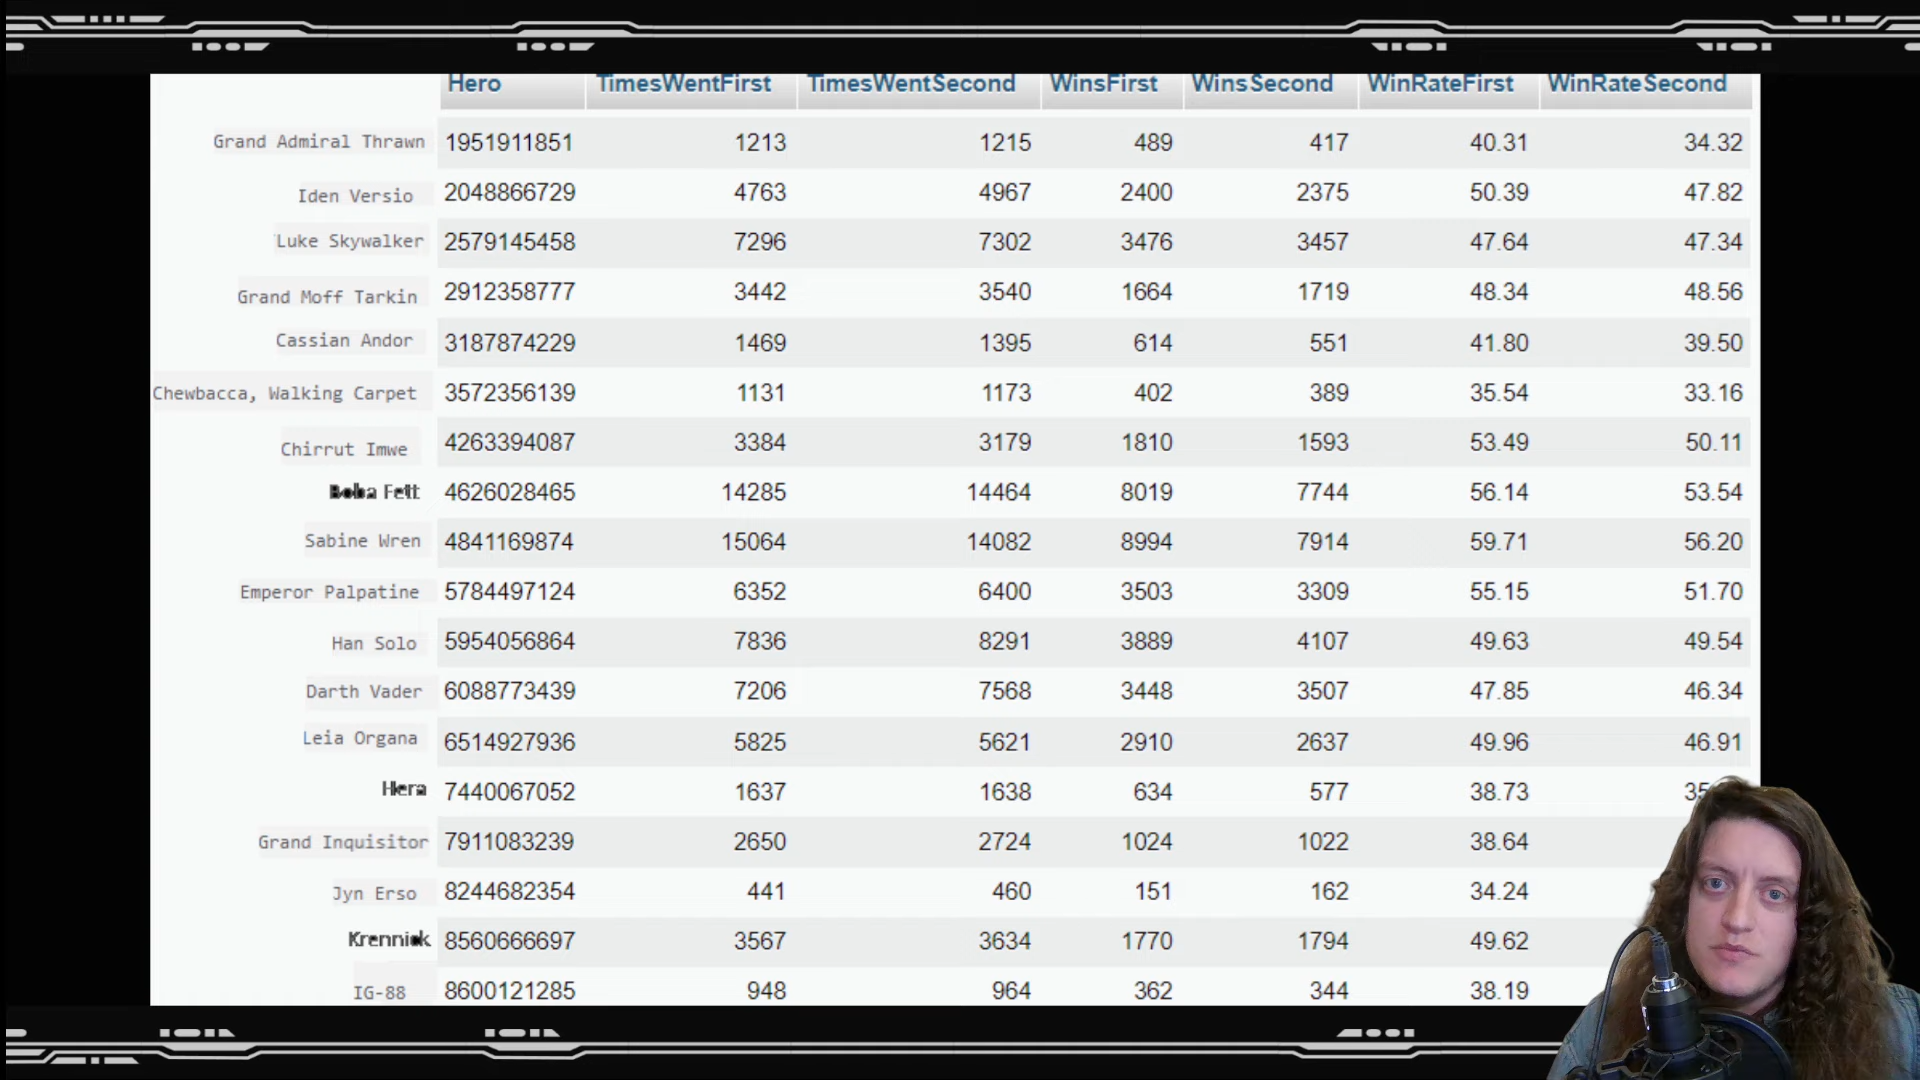 Hero TimesWentFirst TimesWentSecond WinsFirst WinsSecond WinRateFirst WinRateSecond
Grand Admiral Thrawn 1951911851 1213 1215 489 417 40.31 34.32
Iden Versio 2048866729 4763 4967 2400 2375 50.39 47.82
Luke Skywalker 2579145458 7296 7302 3476 3457 47.64 47.34
Grand Moff Tarkin 2912358777 3442 3540 1664 1719 48.34 48.56
Cassian Andor 3187874229 1469 1395 614 551 41.80 39.50
Chewbacca, Walking Carpet 3572356139 1131 1173 402 389 35.54 33.16
Chirrut Imwe 4263394087 3384 3179 1810 1593 53.49 50.11
Boba Fett 4626028465 14285 14464 8019 7744 56.14 53.54
Sabine Wren 4841169874 15064 14082 8994 7914 59.71 56.20
Emperor Palpatine 5784497124 6352 6400 3503 3309 55.15 51.70
Han Solo 5954056864 7836 8291 3889 4107 49.63 49.54
Darth Vader 6088773439 7206 7568 3448 3507 47.85 46.34
Leia Organa 6514927936 5825 5621 2910 2637 49.96 46.91
Hera 7440067052 1637 1638 634 577 38.73
Grand Inquisitor 7911083239 2650 2724 1024 1022 38.64
Jyn Erso 8244682354 441 460 151 162 34.24
Krennick 8560666697 3567 3634 1770 1794 49.62
IG-88 8600121285 948 964 362 344 38.19